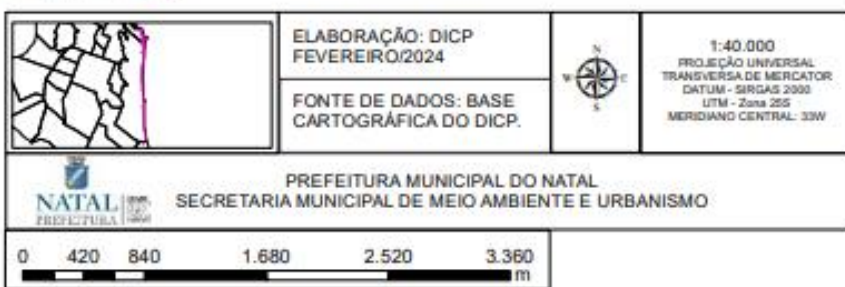 ELABORAÇÃO: DICP
FEVEREIRO/2024
FONTE DE DADOS: BASE
CARTOGRÁFICA DO DICP.
N
W E
S
1:40.000
PROJEÇÃO UNIVERSAL
TRANSVERSA DE MERCATOR
DATUM - SIRGAS 2000
UTM - Zona 25S
MERIDIANO CENTRAL: 33W
NATAL
PREFEITURA
PREFEITURA MUNICIPAL DO NATAL
SECRETARIA MUNICIPAL DE MEIO AMBIENTE E URBANISMO
0 420 840 1.680 2.520 3.360
m